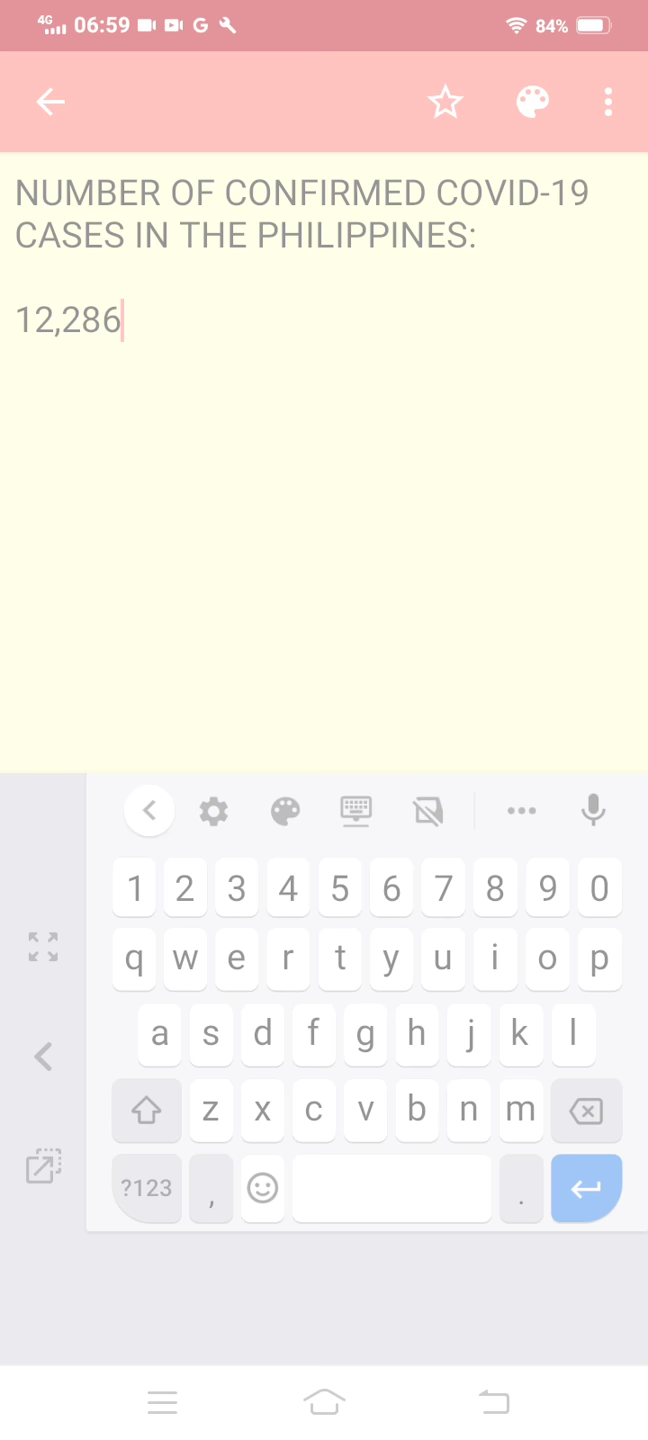 4G 06:59 G 84%
NUMBER OF CONFIRMED COVID-19
CASES IN THE PHILIPPINES:
12,286
1 2 3 4 5 6 7 8 9 0
q w e r t y u i o p
a s d f g h j k l
z x c v b n m
?123 , .